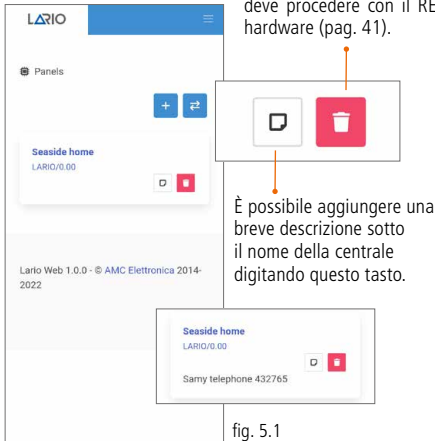 deve procedere con il RE
hardware (pag. 41).
LARIO
Panels
Seaside home
LARIO/0.00
È possibile aggiungere una
breve descrizione sotto
il nome della centrale
digitando questo tasto.
Lario Web 1.0.0 - © AMC Elettronica 2014-
2022
Seaside home
LARIO/0.00
Samy telephone 432765
fig. 5.1